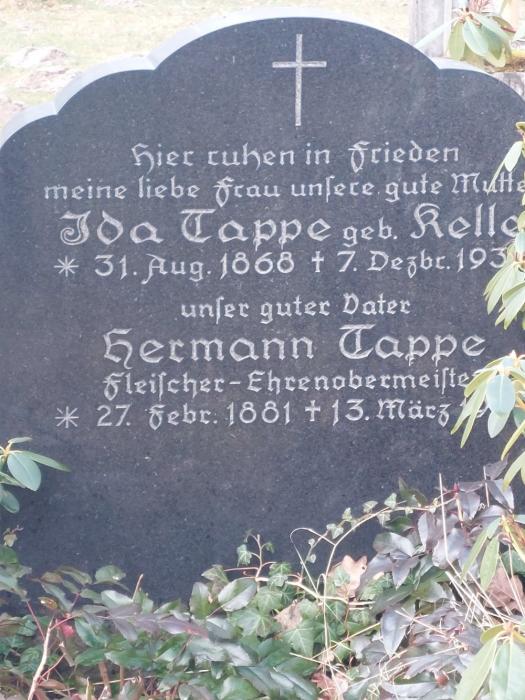 Hier ruhen in Frieden
meine liebe Frau unsere gute Mutte
Ida Tappe geb. Kelle
* 31. Aug. 1868 † 7. Dezbr. 193
unser guter Vater
Hermann Tappe
Fleischer-Ehrenobermeiste
* 27. Febr. 1881 † 13. März